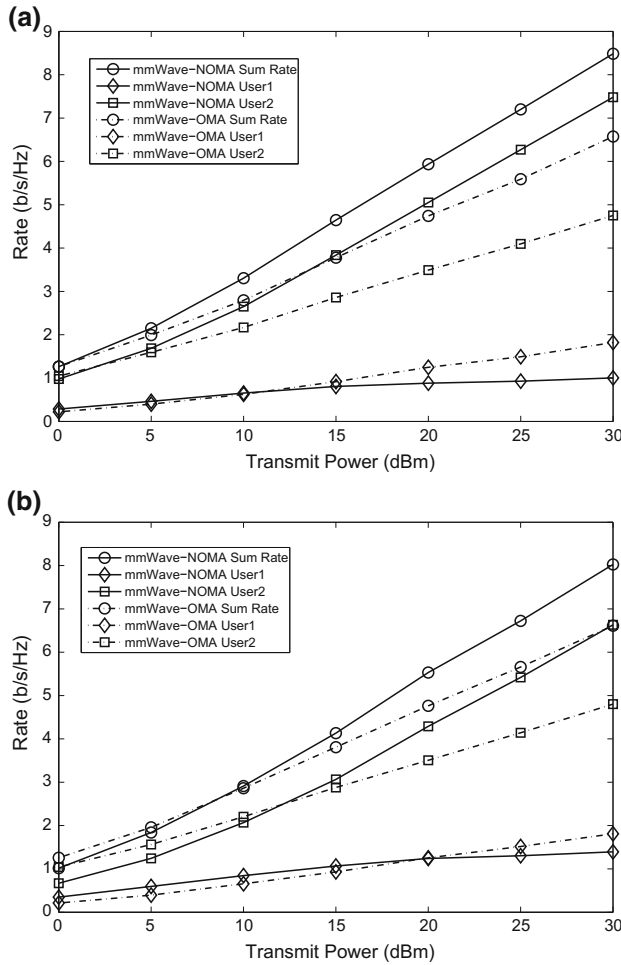 (a)
9
8
7
6
5
4
3
2
1
0
Rate (b/s/Hz)
mmWave−NOMA Sum Rate
mmWave−NOMA User1
mmWave−NOMA User2
mmWave−OMA Sum Rate
mmWave−OMA User1
mmWave−OMA User2
0 5 10 15 20 25 30
Transmit Power (dBm)
(b)
9
8
7
6
5
4
3
2
1
0
Rate (b/s/Hz)
mmWave−NOMA Sum Rate
mmWave−NOMA User1
mmWave−NOMA User2
mmWave−OMA Sum Rate
mmWave−OMA User1
mmWave−OMA User2
0 5 10 15 20 25 30
Transmit Power (dBm)